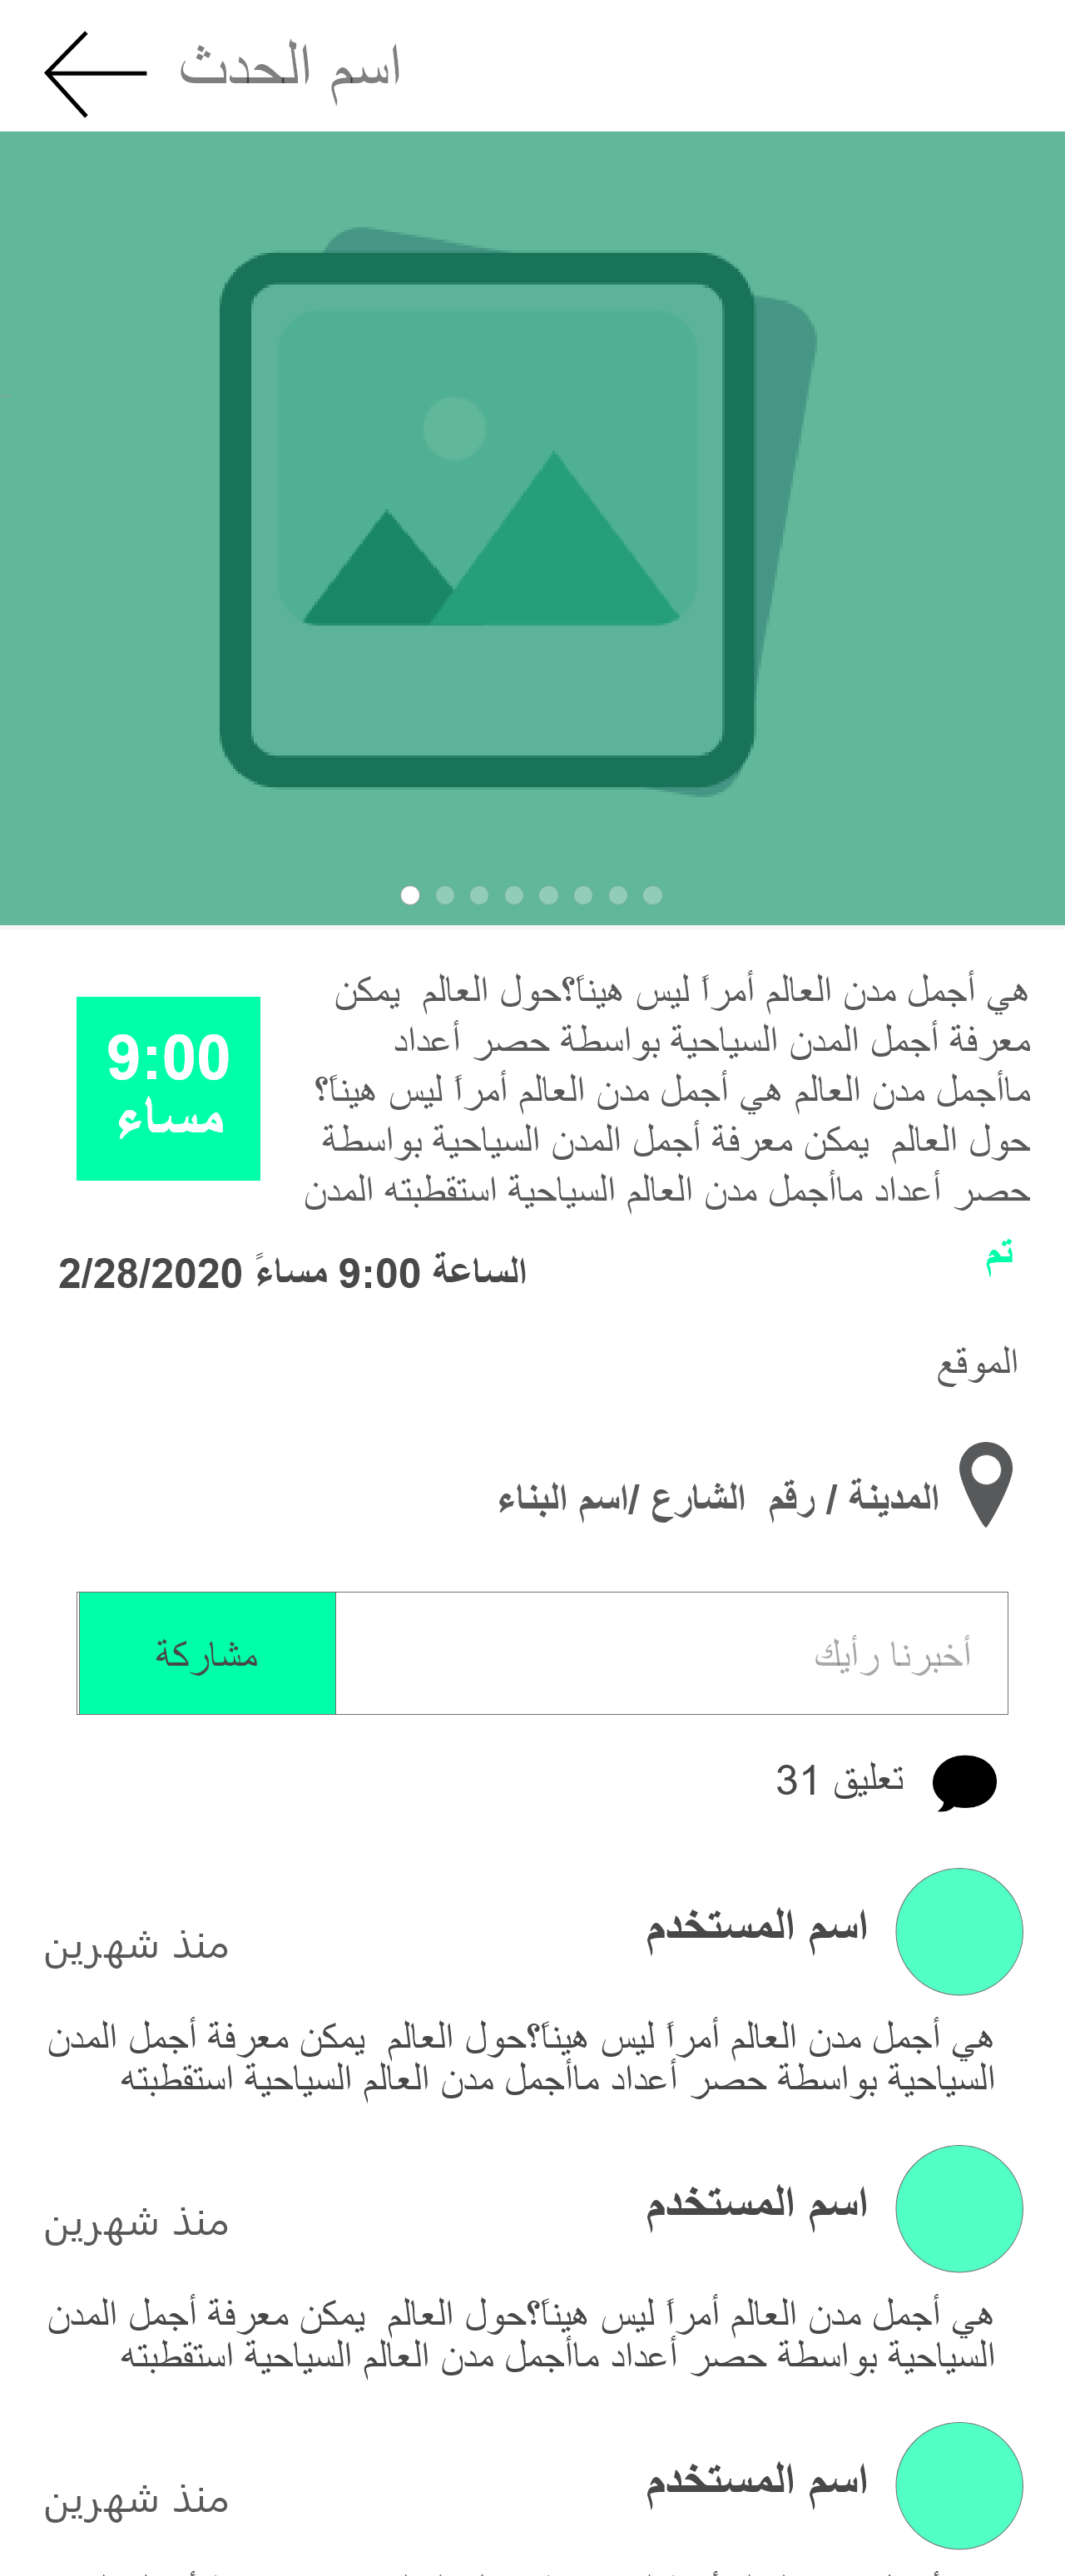 اسم الحدث
هي أجمل مدن العالم أمراً ليس هيناً؟حول العالم  يمكن
معرفة أجمل المدن السياحية بواسطة حصر أعداد
ماأجمل مدن العالم هي أجمل مدن العالم أمراً ليس هيناً؟
حول العالم  يمكن معرفة أجمل المدن السياحية بواسطة
حصر أعداد ماأجمل مدن العالم السياحية استقطبته المدن
9:00
مساء
تم
الساعة 9:00 مساءً 2/28/2020
الموقع
المدينة / رقم  الشارع /اسم البناء
أخبرنا رأيك
مشاركة
تعليق 31
اسم المستخدم
منذ شهرين
هي أجمل مدن العالم أمراً ليس هيناً؟حول العالم  يمكن معرفة أجمل المدن
السياحية بواسطة حصر أعداد ماأجمل مدن العالم السياحية استقطبته
اسم المستخدم
منذ شهرين
هي أجمل مدن العالم أمراً ليس هيناً؟حول العالم  يمكن معرفة أجمل المدن
السياحية بواسطة حصر أعداد ماأجمل مدن العالم السياحية استقطبته
اسم المستخدم
منذ شهرين